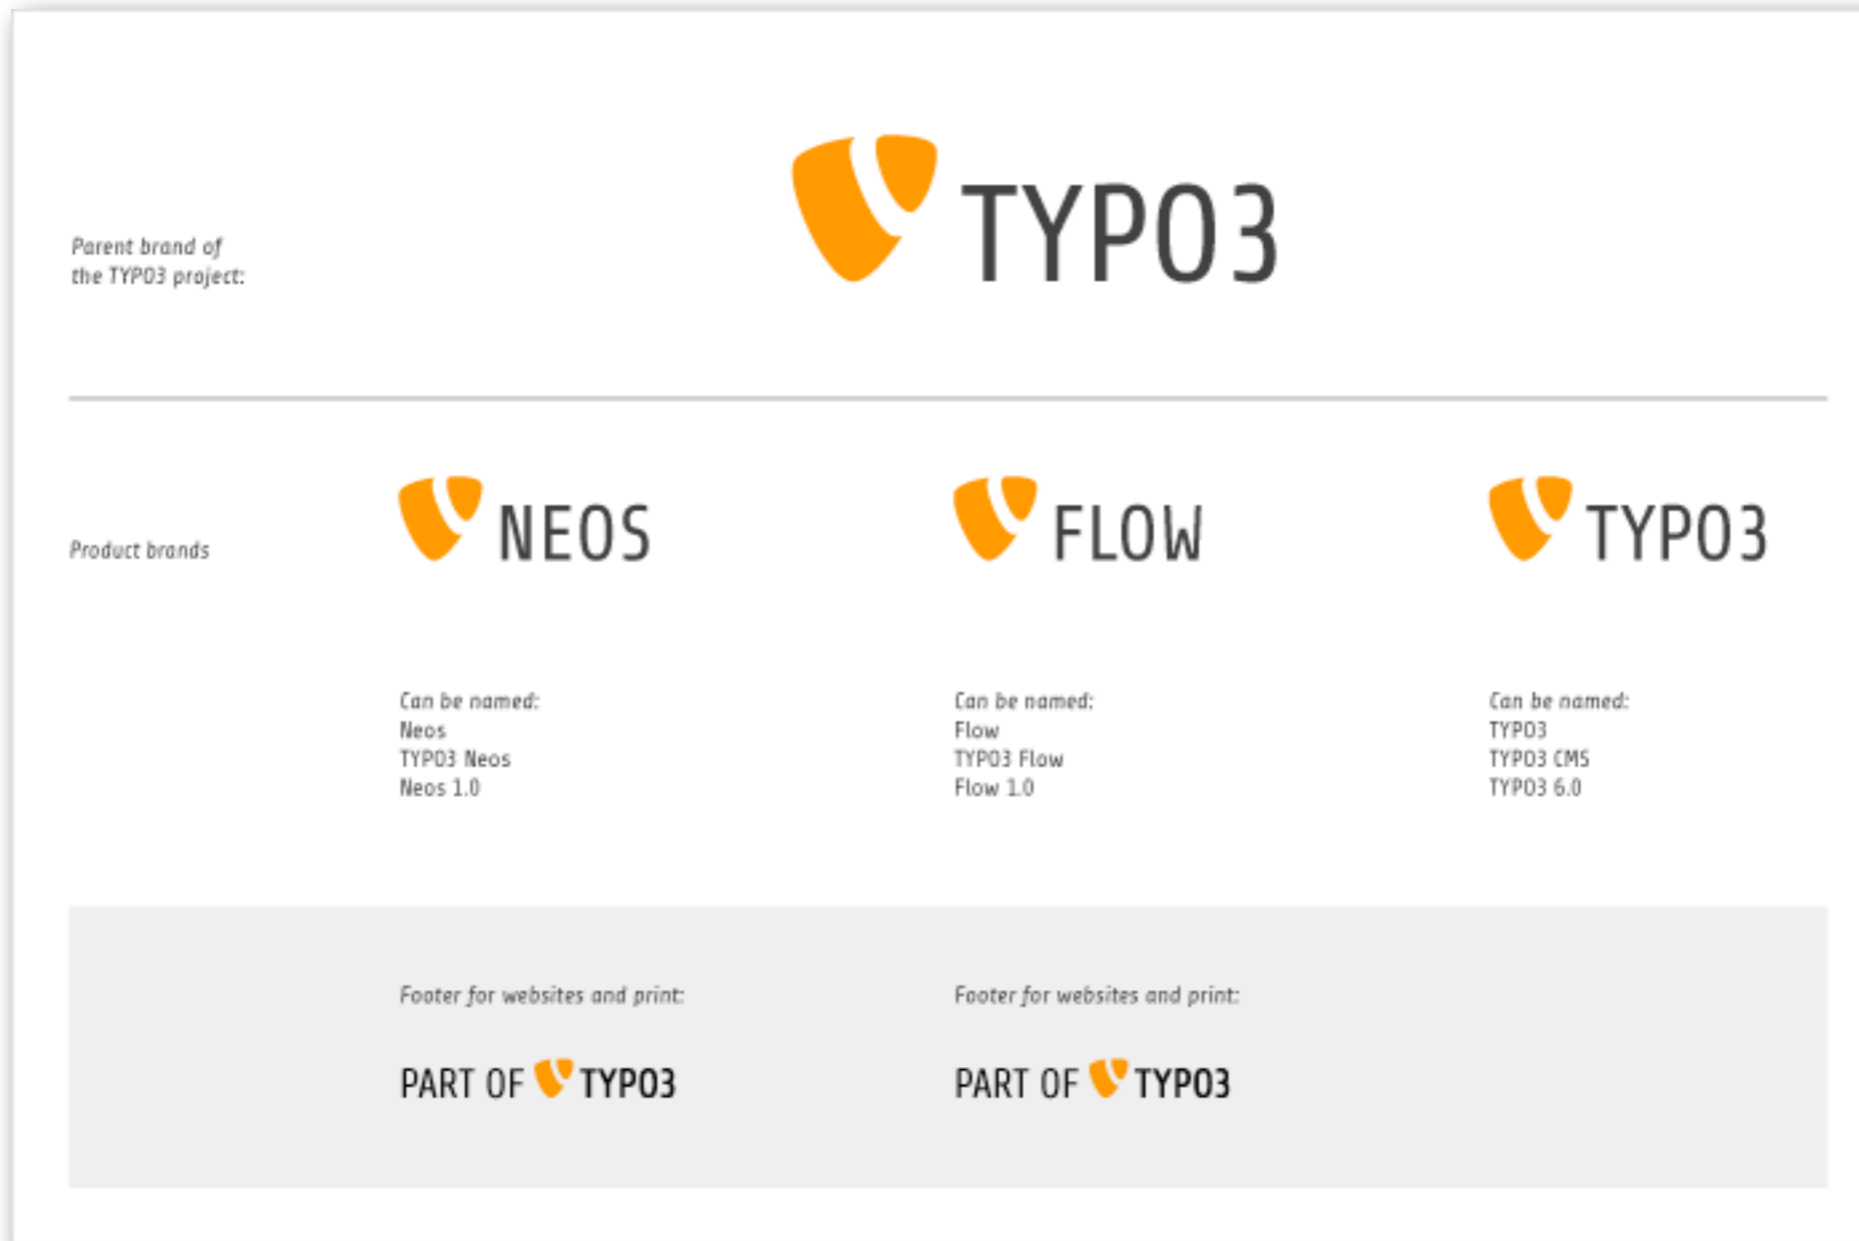 TYPO3
Parent brand of
the TYPO3 project:
Product brands
NEOS
FLOW
TYPO3
Can be named:
Neos
TYPO3 Neos
Neos 1.0
Can be named:
Flow
TYPO3 Flow
Flow 1.0
Can be named:
TYPO3
TYPO3 CMS
TYPO3 6.0
Footer for websites and print:
PART OF TYPO3
Footer for websites and print:
PART OF TYPO3